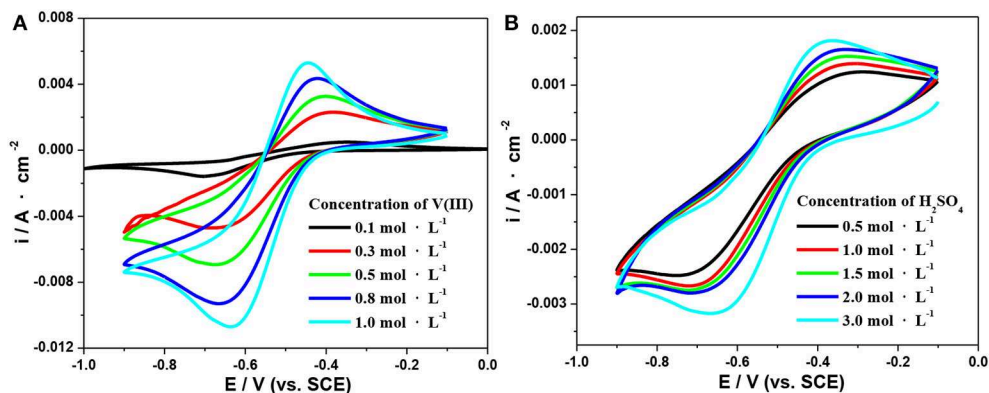 A
0.008
0.004
0.000
-0.004
-0.008
-0.012
i / A · cm⁻²
-1.0 -0.8 -0.6 -0.4 -0.2 0.0
E / V (vs. SCE)
Concentration of V(III)
0.1 mol · L⁻¹
0.3 mol · L⁻¹
0.5 mol · L⁻¹
0.8 mol · L⁻¹
1.0 mol · L⁻¹
B
0.002
0.001
0.000
-0.001
-0.002
-0.003
i / A · cm⁻²
-1.0 -0.8 -0.6 -0.4 -0.2 0.0
E / V (vs. SCE)
Concentration of H₂SO₄
0.5 mol · L⁻¹
1.0 mol · L⁻¹
1.5 mol · L⁻¹
2.0 mol · L⁻¹
3.0 mol · L⁻¹